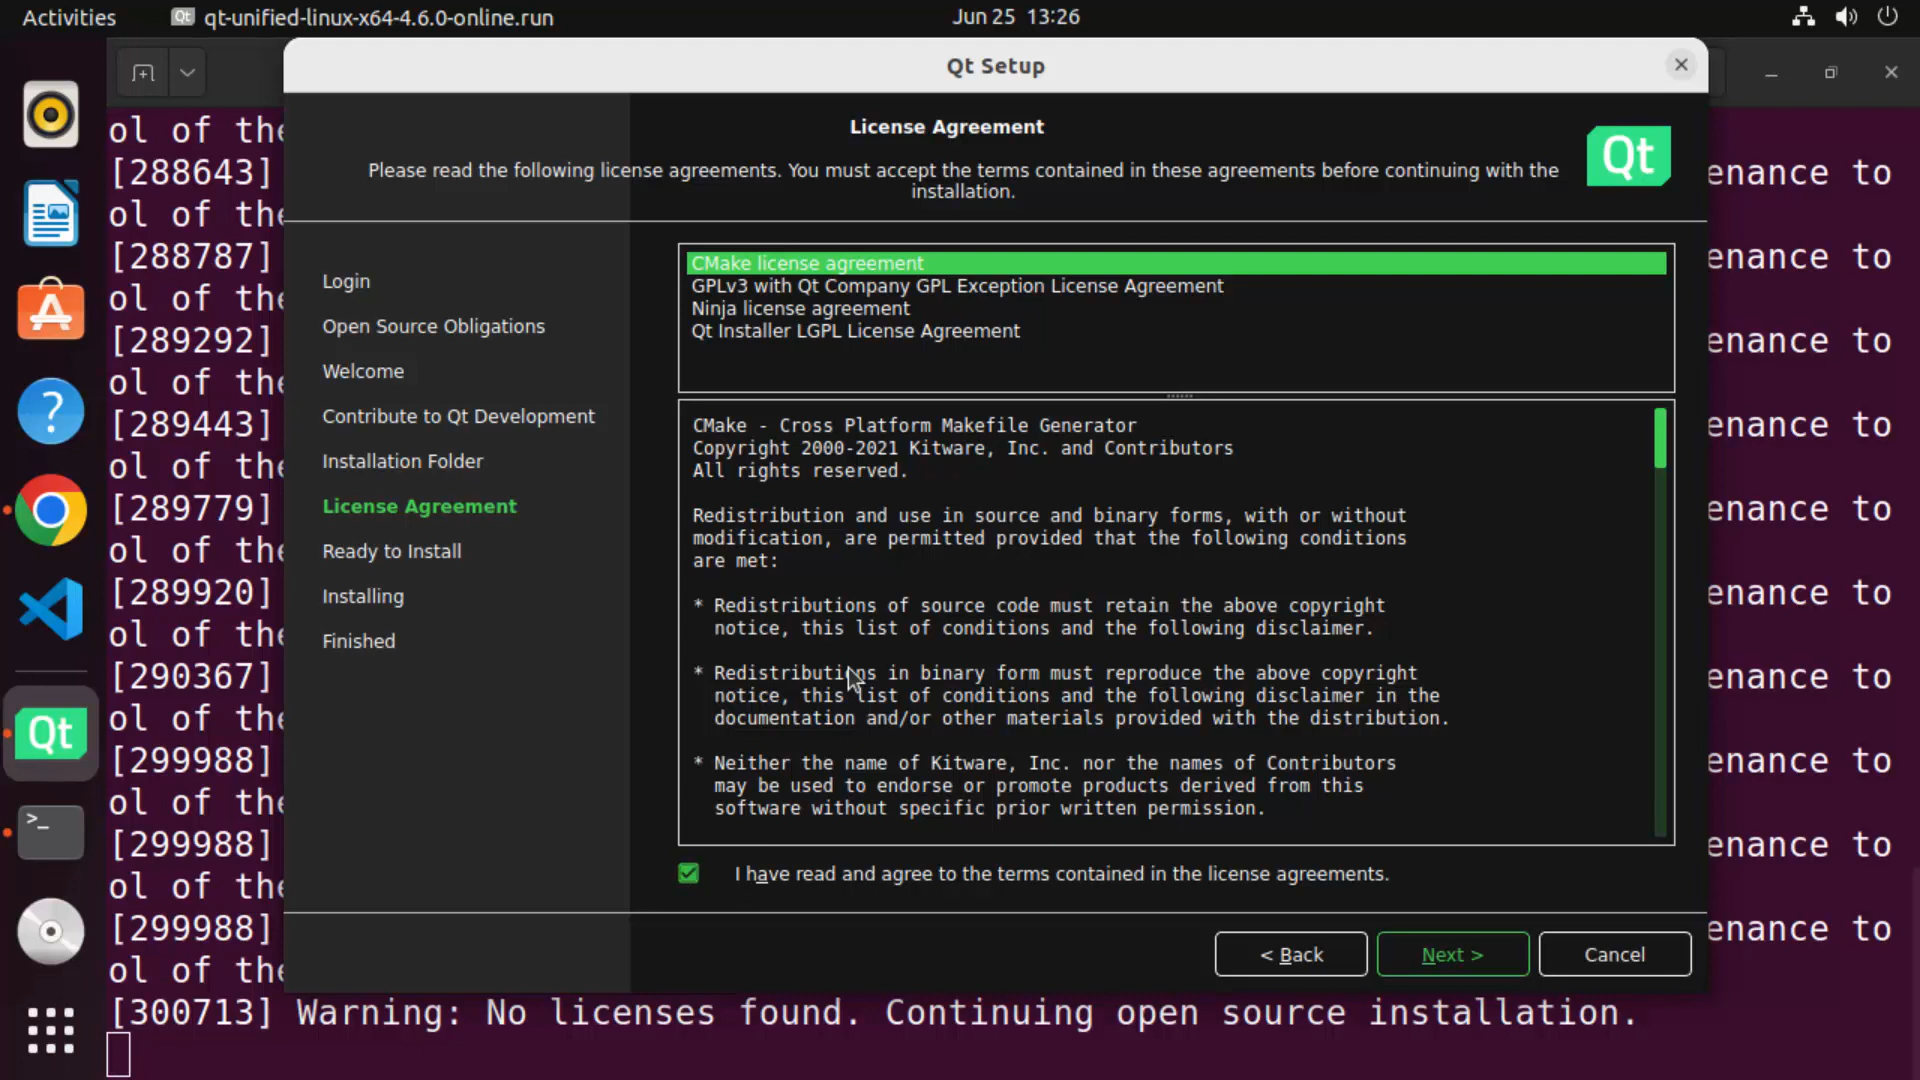 Activities
qt-unified-linux-x64-4.6.0-online.run
Jun 25 13:26
Qt Setup
License Agreement
Please read the following license agreements. You must accept the terms contained in these agreements before continuing with the
installation.
Qt
Login
Open Source Obligations
Welcome
Contribute to Qt Development
Installation Folder
License Agreement
Ready to Install
Installing
Finished
CMake license agreement
GPLv3 with Qt Company GPL Exception License Agreement
Ninja license agreement
Qt Installer LGPL License Agreement
CMake - Cross Platform Makefile Generator
Copyright 2000-2021 Kitware, Inc. and Contributors
All rights reserved.
Redistribution and use in source and binary forms, with or without
modification, are permitted provided that the following conditions
are met:
* Redistributions of source code must retain the above copyright
notice, this list of conditions and the following disclaimer.
* Redistributions in binary form must reproduce the above copyright
notice, this list of conditions and the following disclaimer in the
documentation and/or other materials provided with the distribution.
* Neither the name of Kitware, Inc. nor the names of Contributors
may be used to endorse or promote products derived from this
software without specific prior written permission.
I have read and agree to the terms contained in the license agreements.
< Back
Next >
Cancel
Qt
ol of the
[288643] enance to
ol of the
[288787] enance to
ol of the
[289292] enance to
ol of the
[289443] enance to
ol of the
[289779] enance to
ol of the
[289920] enance to
ol of the
[290367] enance to
ol of the
[299988] enance to
ol of the
[299988] enance to
ol of the
[299988] enance to
ol of the
[300713] Warning: No licenses found. Continuing open source installation.